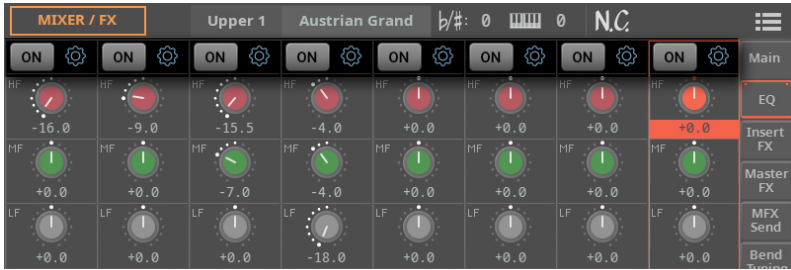 MIXER / FX Upper 1 Austrian Grand ♭/♯: 0 0 N.C.
ON ON ON ON ON ON ON ON Main
HF HF HF HF HF HF HF HF EQ
-16.0 -9.0 -15.5 -4.0 +0.0 +0.0 +0.0 +0.0
Insert
FX
MF MF MF MF MF MF MF MF
+0.0 +0.0 -7.0 -4.0 +0.0 +0.0 +0.0 +0.0
Master
FX
LF LF LF LF LF LF LF LF
MFX
Send
+0.0 +0.0 +0.0 -18.0 +0.0 +0.0 +0.0 +0.0
Bend
Tuning